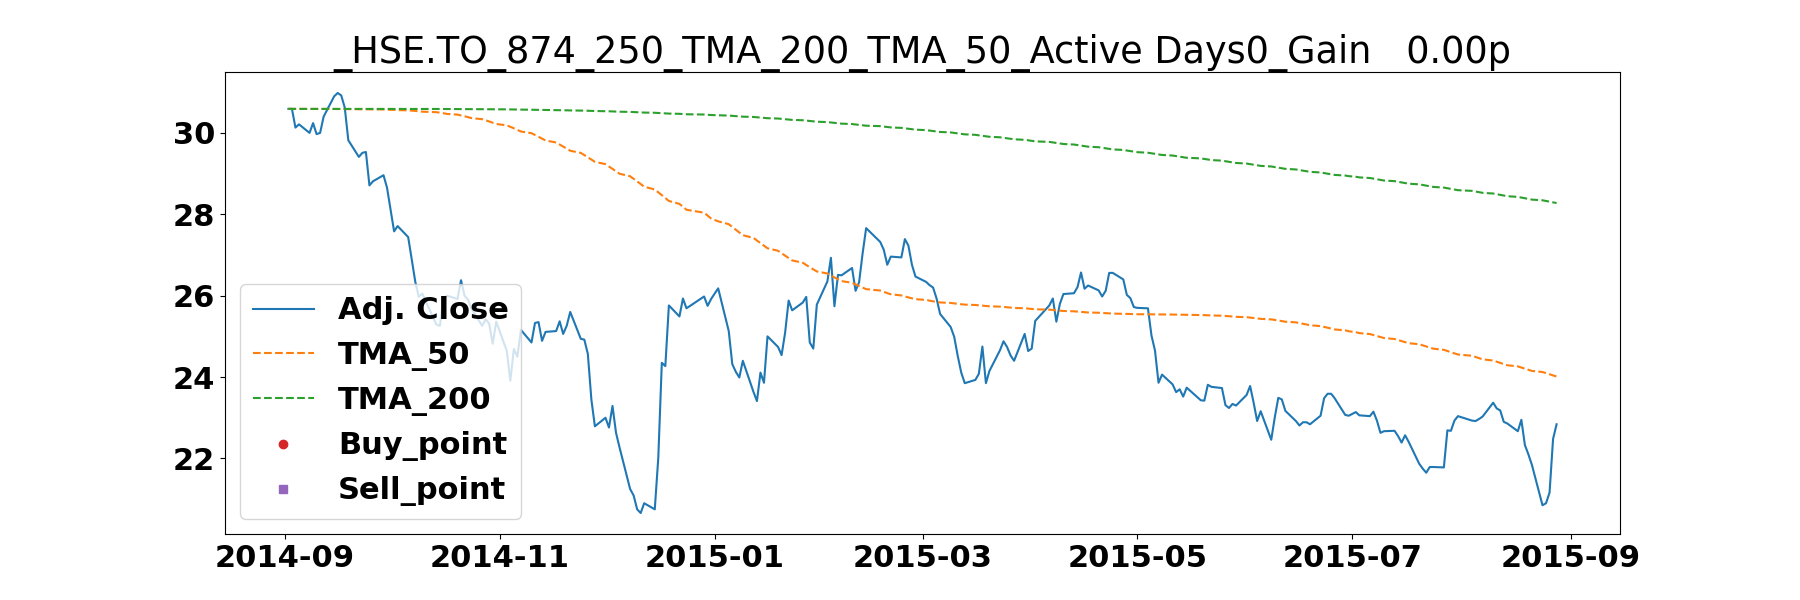 _HSE.TO_874_250_TMA_200_TMA_50_Active Days0_Gain   0.00p
30
28
26
24
22
Adj. Close
TMA_50
TMA_200
Buy_point
Sell_point
2014-09 2014-11 2015-01 2015-03 2015-05 2015-07 2015-09